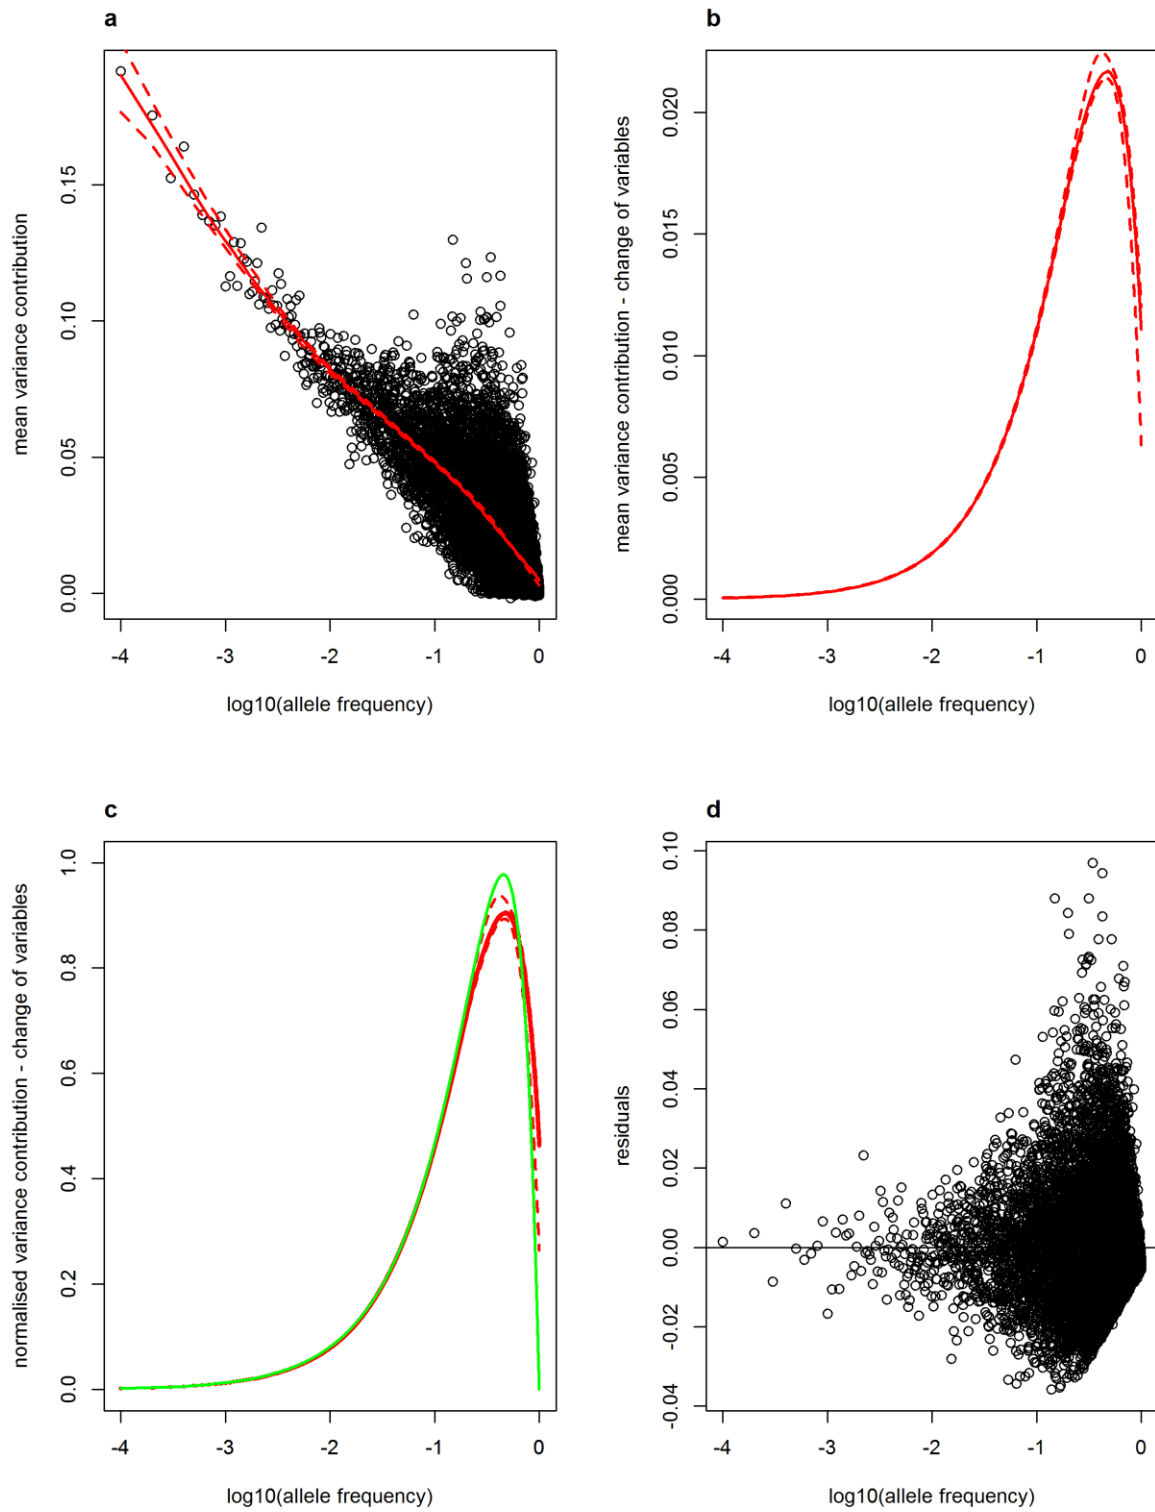 a
mean variance contribution
0.00 0.05 0.10 0.15
-4 -3 -2 -1 0
log10(allele frequency)
b
mean variance contribution - change of variables
0.000 0.005 0.010 0.015 0.020
-4 -3 -2 -1 0
log10(allele frequency)
c
normalised variance contribution - change of variables
0.0 0.2 0.4 0.6 0.8 1.0
-4 -3 -2 -1 0
log10(allele frequency)
d
residuals
-0.04 -0.02 0.00 0.02 0.04 0.06 0.08 0.10
-4 -3 -2 -1 0
log10(allele frequency)